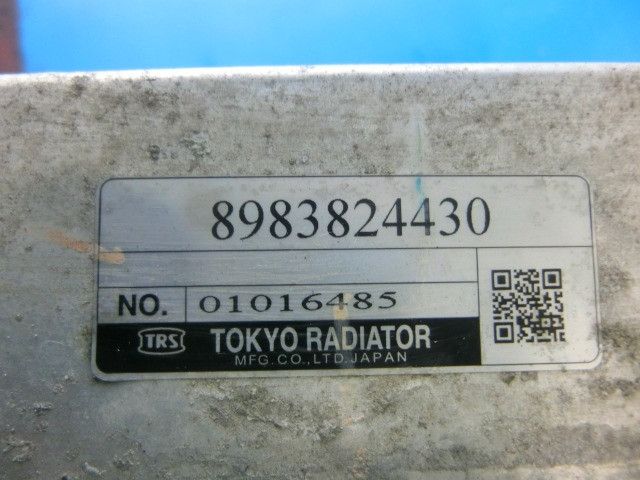 8983824430
NO. 01016485
TRS TOKYO RADIATOR
MFG.CO.,LTD.JAPAN